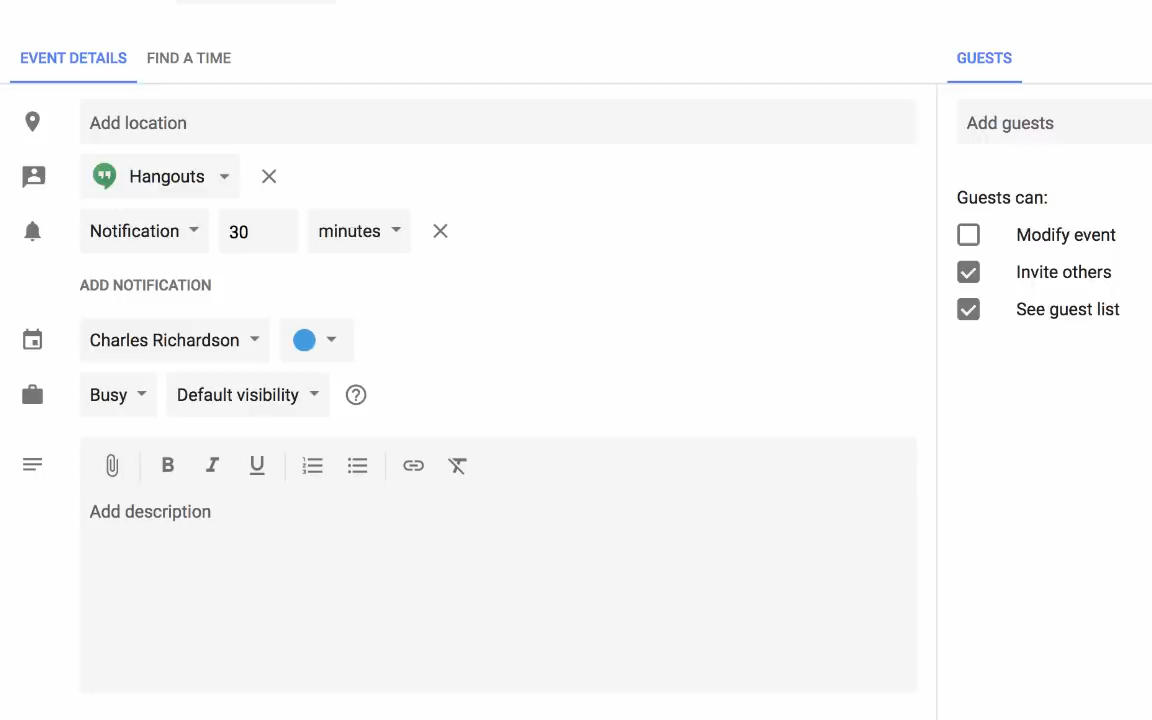 EVENT DETAILS FIND A TIME GUESTS
Add location Add guests
Hangouts
Guests can:
Notification 30 minutes
Modify event
Invite others
ADD NOTIFICATION
See guest list
Charles Richardson
Busy Default visibility
B I U
Add description